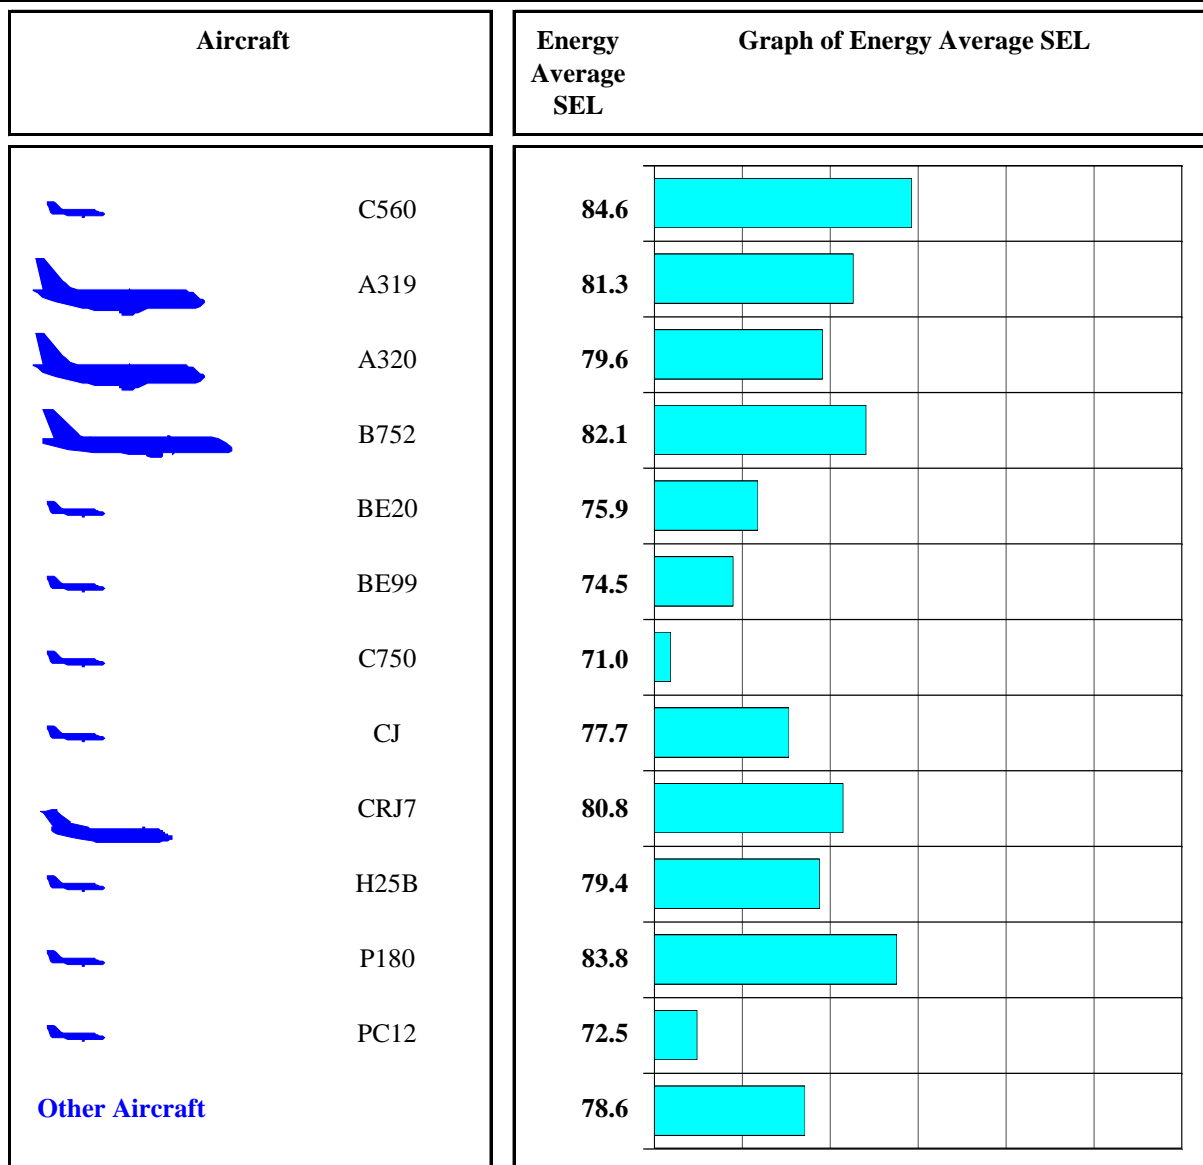 Aircraft
Energy
Average
SEL
Graph of Energy Average SEL
C560 84.6
A319 81.3
A320 79.6
B752 82.1
BE20 75.9
BE99 74.5
C750 71.0
CJ 77.7
CRJ7 80.8
H25B 79.4
P180 83.8
PC12 72.5
Other Aircraft 78.6